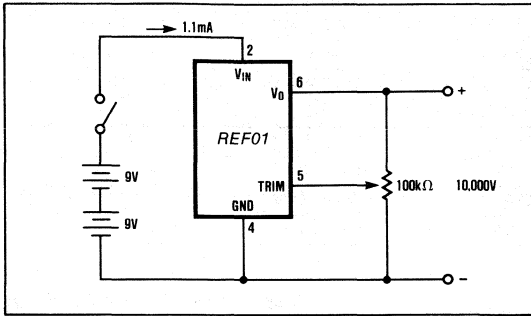 1.1mA
2
VIN
6
VO
REF01
5
TRIM
100kΩ
10,000V
GND
4
9V
9V
+
−